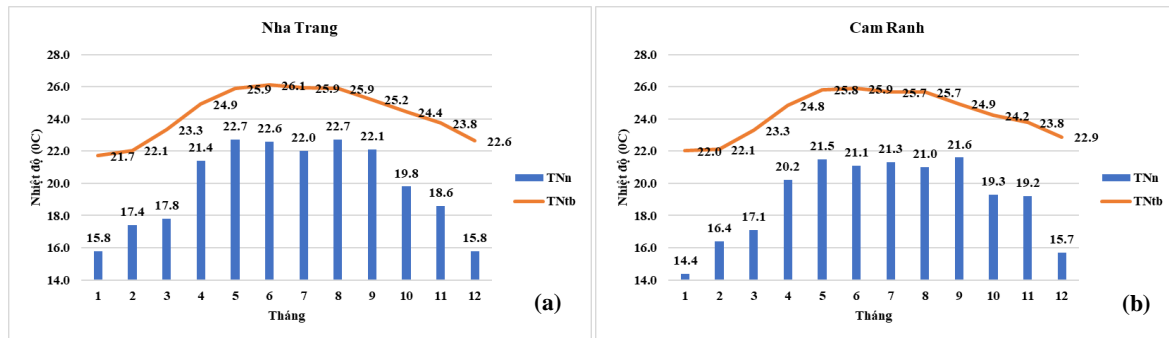 Nha Trang
28.0
26.0
24.0
22.0
20.0
18.0
16.0
14.0
Nhiệt độ (0C)
21.7 22.1 23.3 24.9 25.9 26.1 25.9 25.9 25.2 24.4 23.8 22.6
15.8 17.4 17.8 21.4 22.7 22.6 22.0 22.7 22.1 19.8 18.6 15.8
1 2 3 4 5 6 7 8 9 10 11 12
Tháng
TNn
TNtb
(a)
Cam Ranh
28.0
26.0
24.0
22.0
20.0
18.0
16.0
14.0
Nhiệt độ (0C)
22.0 22.1 23.3 24.8 25.8 25.9 25.7 25.7 24.9 24.2 23.8 22.9
14.4 16.4 17.1 20.2 21.5 21.1 21.3 21.0 21.6 19.3 19.2 15.7
1 2 3 4 5 6 7 8 9 10 11 12
Tháng
TNn
TNtb
(b)